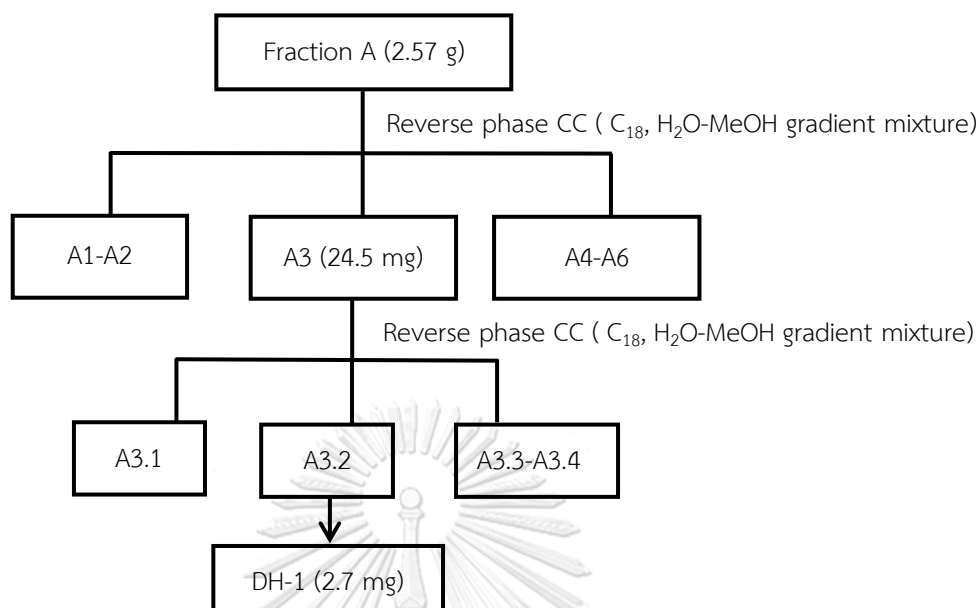 Fraction A (2.57 g)
Reverse phase CC ( C₁₈, H₂O-MeOH gradient mixture)
A1-A2
A3 (24.5 mg)
A4-A6
Reverse phase CC ( C₁₈, H₂O-MeOH gradient mixture)
A3.1
A3.2
A3.3-A3.4
DH-1 (2.7 mg)